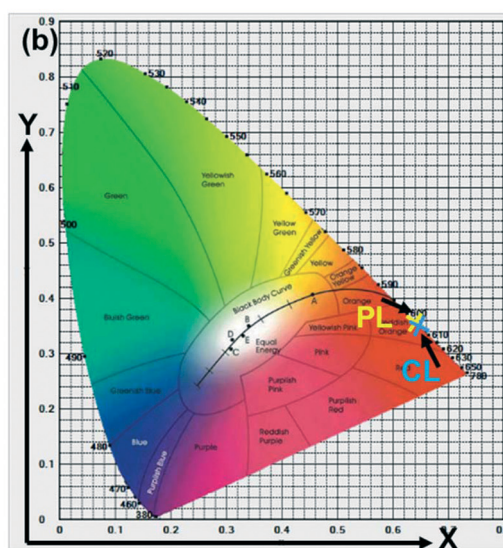 (b)
0.9
520
0.8
530
510
540
Y
0.7
550
560
0.6
Yellowish
Green
570
Green
Yellow
Green
0.5
500
Greenish Yellow
580
Yellow
Orange
Yellow
590
0.4
Black Body Curve
A
Orange
600
PL
Bluish Green
B
D
E
Equal
Energy
C
Yellowish Pink
Reddish
Orange
610
620
0.3
490
Pink
Red
630
650
780
CL
Greenish Blue
Purplish
Pink
0.2
Purplish
Red
Blue
Reddish
Purple
480
Purplish Blue
Purple
0.1
470
460
380
0
0 0.1 0.2 0.3 0.4 0.5 0.6 0.7
X